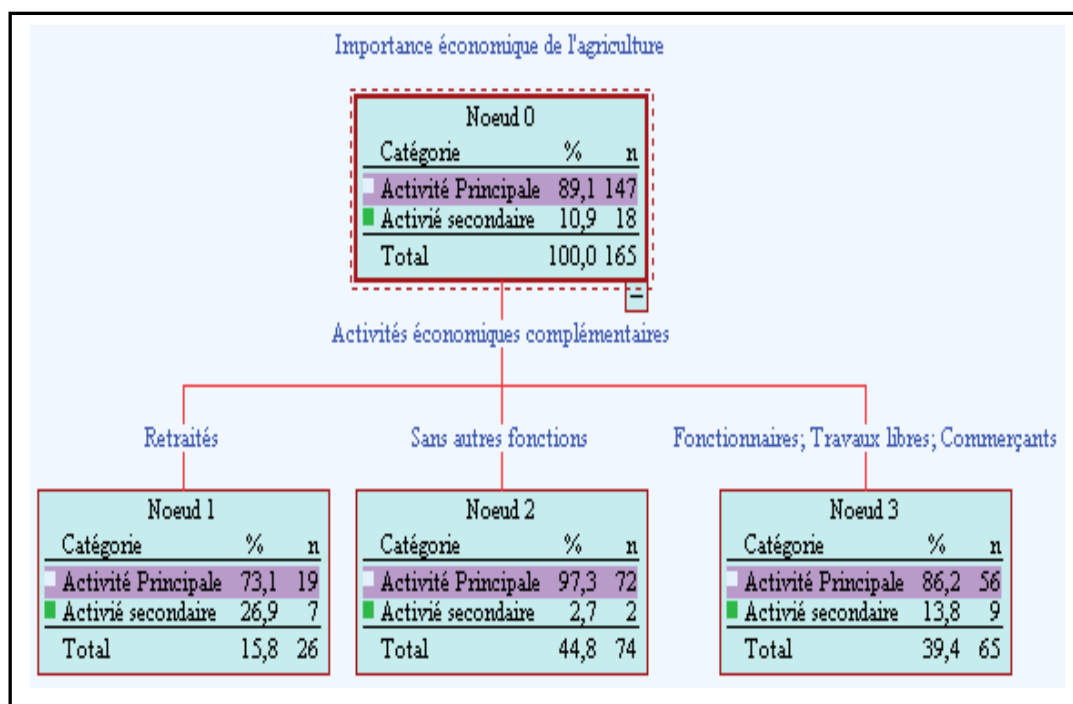 Importance économique de l'agriculture
Noeud 0
Catégorie % n
Activité Principale 89,1 147
Activié secondaire 10,9 18
Total 100,0 165
Activités économiques complémentaires
Retraités
Noeud 1
Catégorie % n
Activité Principale 73,1 19
Activié secondaire 26,9 7
Total 15,8 26
Sans autres fonctions
Noeud 2
Catégorie % n
Activité Principale 97,3 72
Activié secondaire 2,7 2
Total 44,8 74
Fonctionnaires; Travaux libres; Commerçants
Noeud 3
Catégorie % n
Activité Principale 86,2 56
Activié secondaire 13,8 9
Total 39,4 65